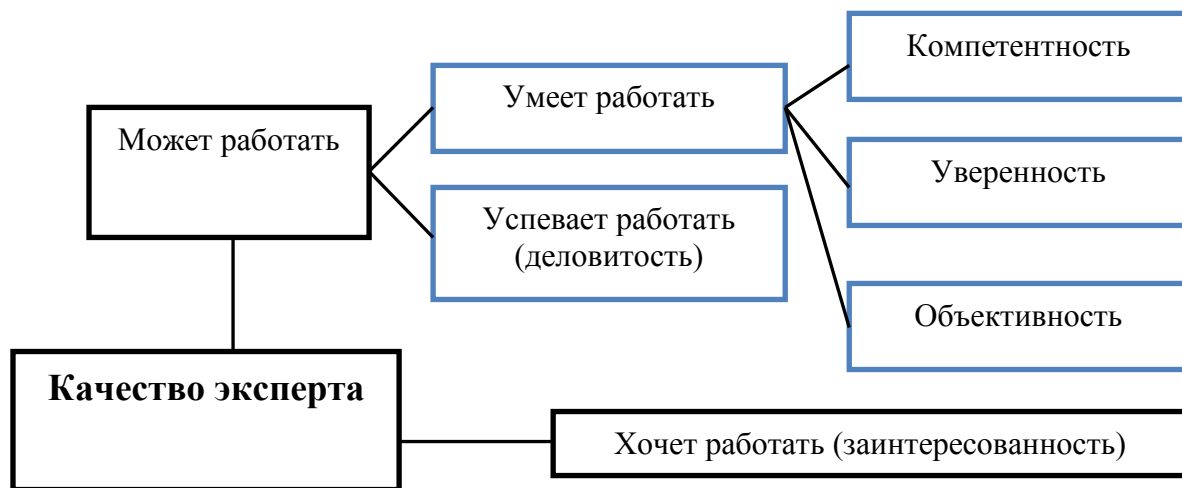 Компетентность
Умеет работать
Может работать
Уверенность
Успевает работать
(деловитость)
Объективность
Качество эксперта
Хочет работать (заинтересованность)